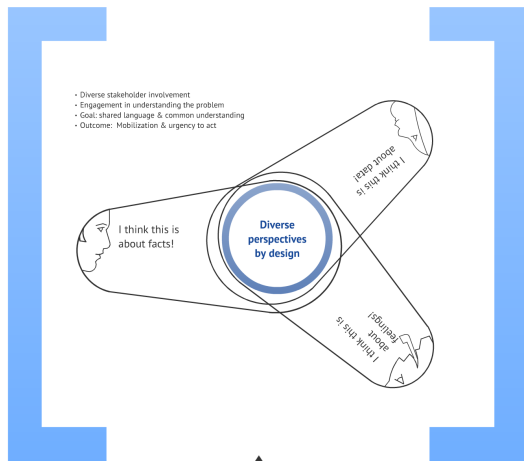 • Diverse stakeholder involvement
• Engagement in understanding the problem
• Goal: shared language & common understanding
• Outcome:  Mobilization & urgency to act
I think this is
about data!
I think this is
about facts!
Diverse
perspectives
by design
I think this is
about
feelings!